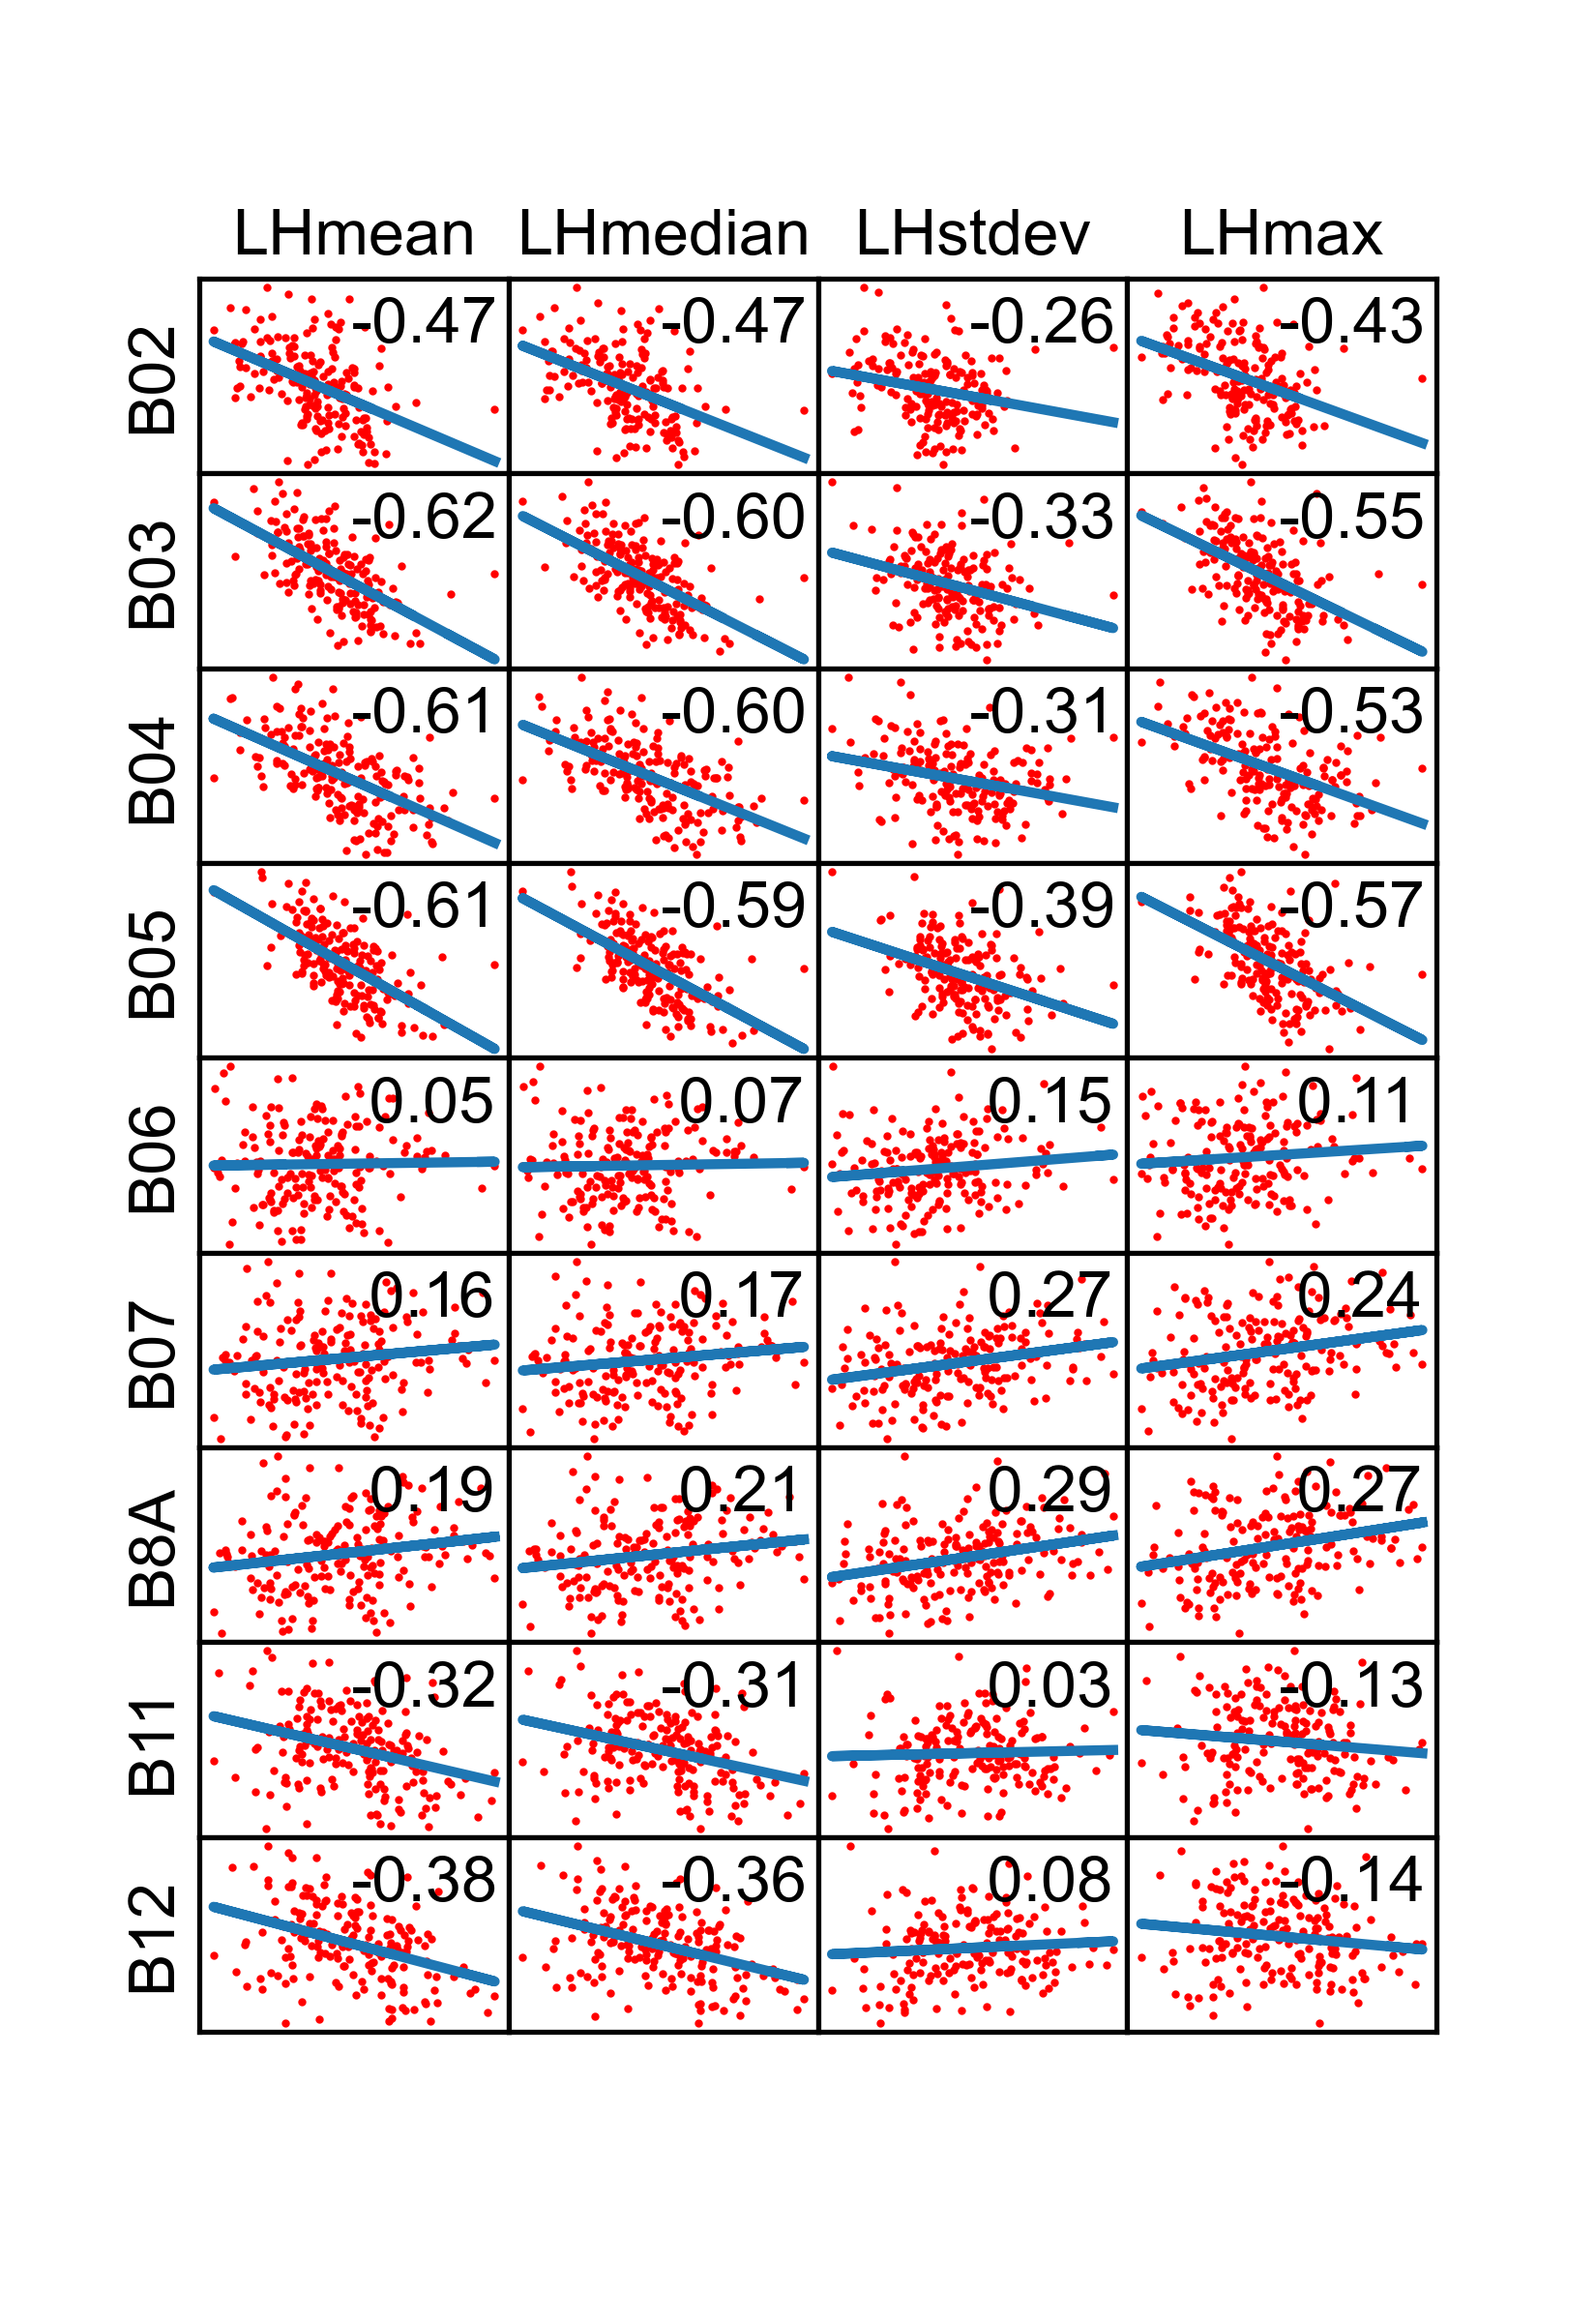 LHmean LHmedian LHstdev LHmax
B02 -0.47 -0.47 -0.26 -0.43
B03 -0.62 -0.60 -0.33 -0.55
B04 -0.61 -0.60 -0.31 -0.53
B05 -0.61 -0.59 -0.39 -0.57
B06 0.05 0.07 0.15 0.11
B07 0.16 0.17 0.27 0.24
B8A 0.19 0.21 0.29 0.27
B11 -0.32 -0.31 0.03 -0.13
B12 -0.38 -0.36 0.08 -0.14